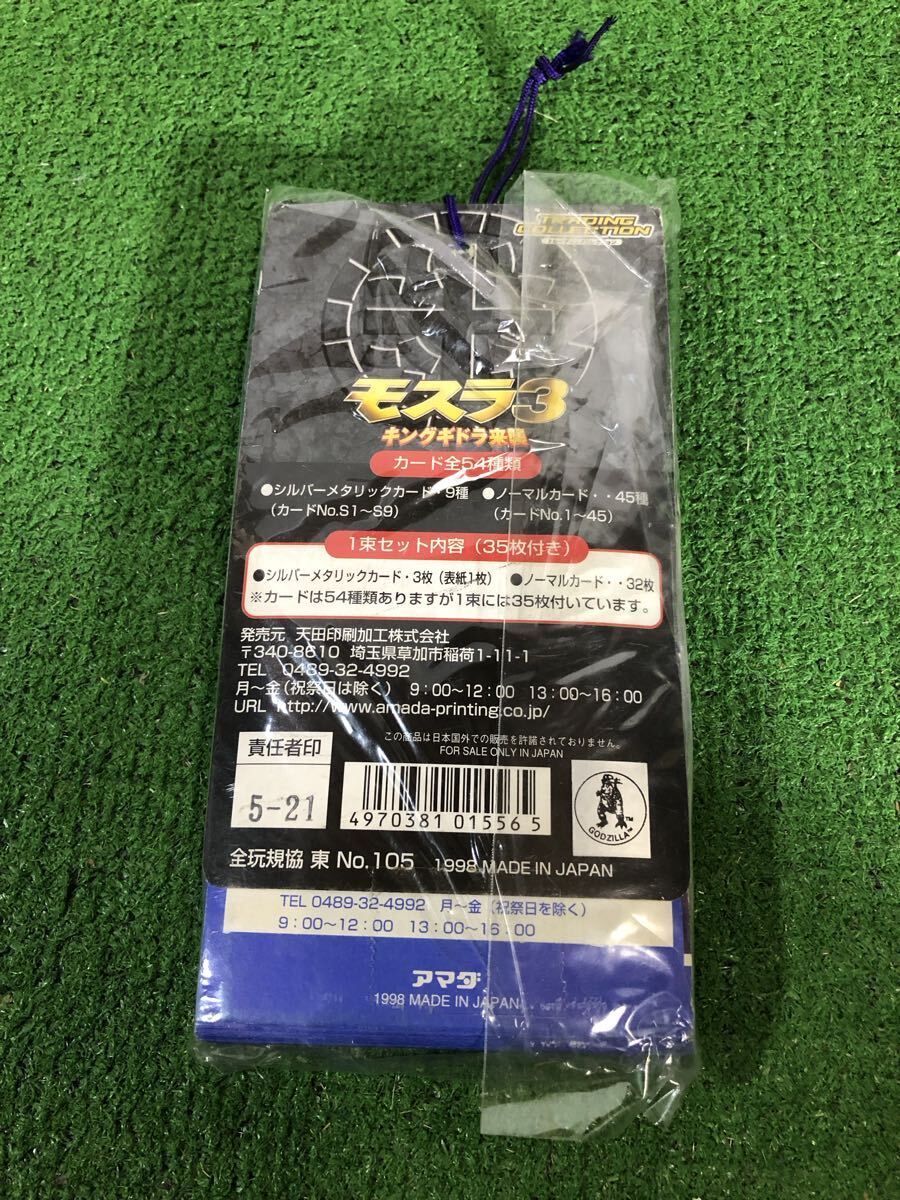 TRADING
COLLECTION
モスラ3
キングギドラ来襲
カード全54種類
●シルバーメタリックカード・9種 ●ノーマルカード・・45種
(カードNo.S1〜S9) (カードNo.1〜45)
1束セット内容(35枚付き)
●シルバーメタリックカード・3枚(表紙1枚) ●ノーマルカード・・32枚
※カードは54種類ありますが1束には35枚付いています。
発売元 天田印刷加工株式会社
〒340-8610 埼玉県草加市稲荷1-11-1
TEL 0489-32-4992
月〜金(祝祭日は除く) 9:00〜12:00 13:00〜16:00
URL http://www.amada-printing.co.jp/
この商品は日本国外での販売を許諾されておりません。
FOR SALE ONLY IN JAPAN
責任者印
5-21
4970381 015565
GODZILLA™
TM
全玩規協 東 No.105 1998 MADE IN JAPAN
TEL 0489-32-4992 月〜金(祝祭日を除く)
9:00〜12:00 13:00〜16:00
アマダ
1998 MADE IN JAPAN